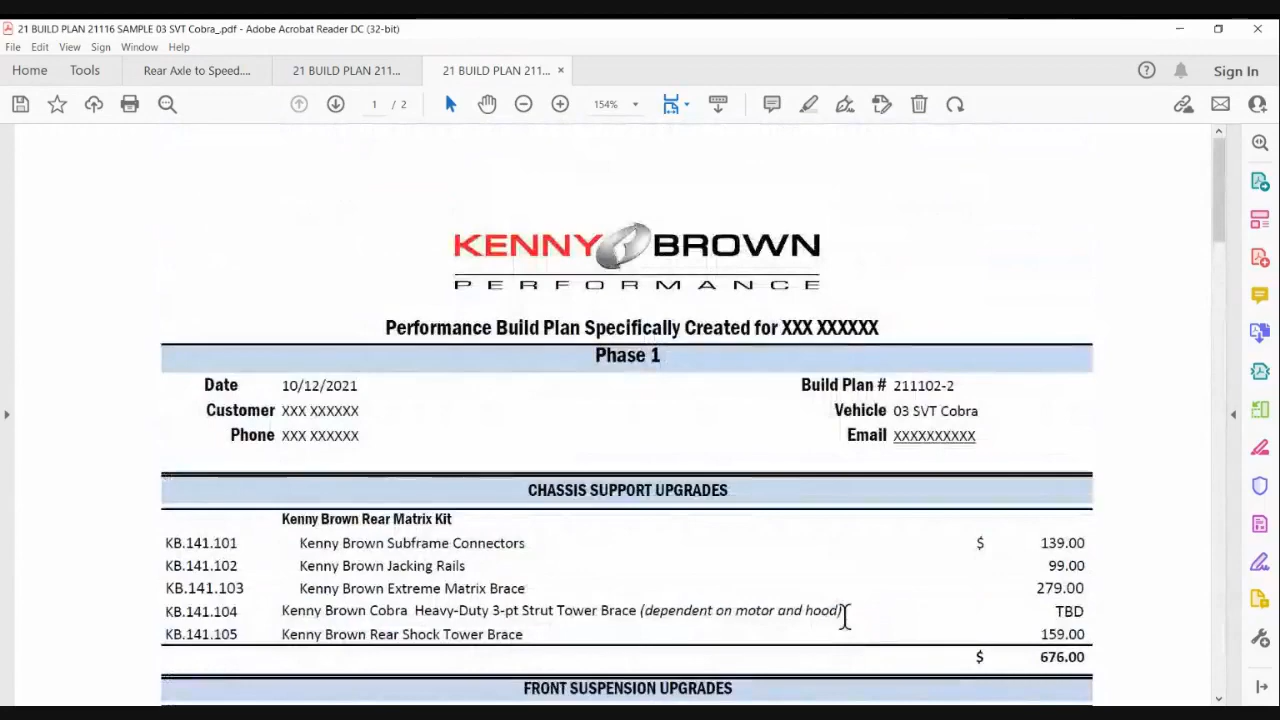 21 BUILD PLAN 21116 SAMPLE 03 SVT Cobra_.pdf - Adobe Acrobat Reader DC (32-bit)
File Edit View Sign Window Help
Home Tools Rear Axle to Speed.... 21 BUILD PLAN 211... 21 BUILD PLAN 211... × Sign In
1 / 2 154%
KENNY BROWN
PERFORMANCE
Performance Build Plan Specifically Created for XXX XXXXXX
Phase 1
Date 10/12/2021 Build Plan # 211102-2
Customer XXX XXXXXX Vehicle 03 SVT Cobra
Phone XXX XXXXXX Email XXXXXXXXXX
CHASSIS SUPPORT UPGRADES
Kenny Brown Rear Matrix Kit
KB.141.101 Kenny Brown Subframe Connectors $ 139.00
KB.141.102 Kenny Brown Jacking Rails 99.00
KB.141.103 Kenny Brown Extreme Matrix Brace 279.00
KB.141.104 Kenny Brown Cobra Heavy-Duty 3-pt Strut Tower Brace (dependent on motor and hood) TBD
KB.141.105 Kenny Brown Rear Shock Tower Brace 159.00
$ 676.00
FRONT SUSPENSION UPGRADES